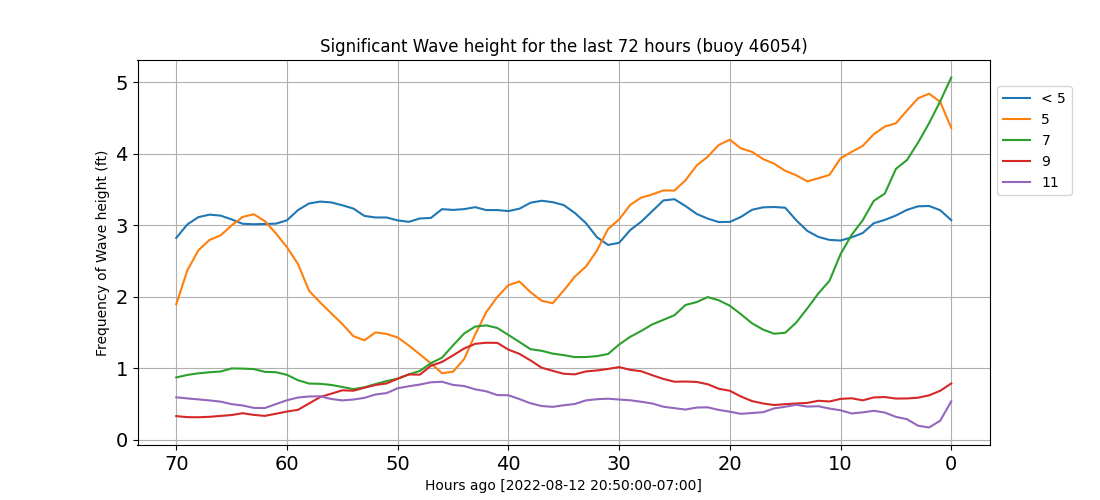 Significant Wave height for the last 72 hours (buoy 46054)
Frequency of Wave height (ft)
5
4
3
2
1
0
70 60 50 40 30 20 10 0
Hours ago [2022-08-12 20:50:00-07:00]
< 5
5
7
9
11